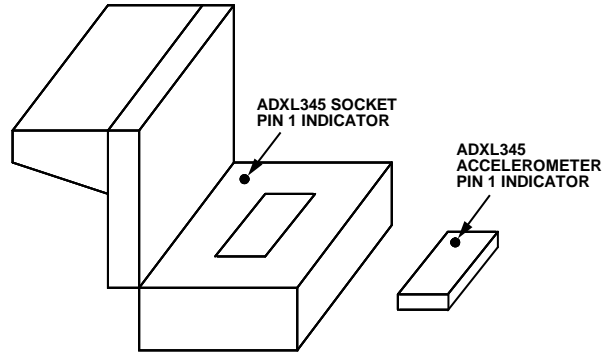 ADXL345 SOCKET
PIN 1 INDICATOR
ADXL345
ACCELEROMETER
PIN 1 INDICATOR